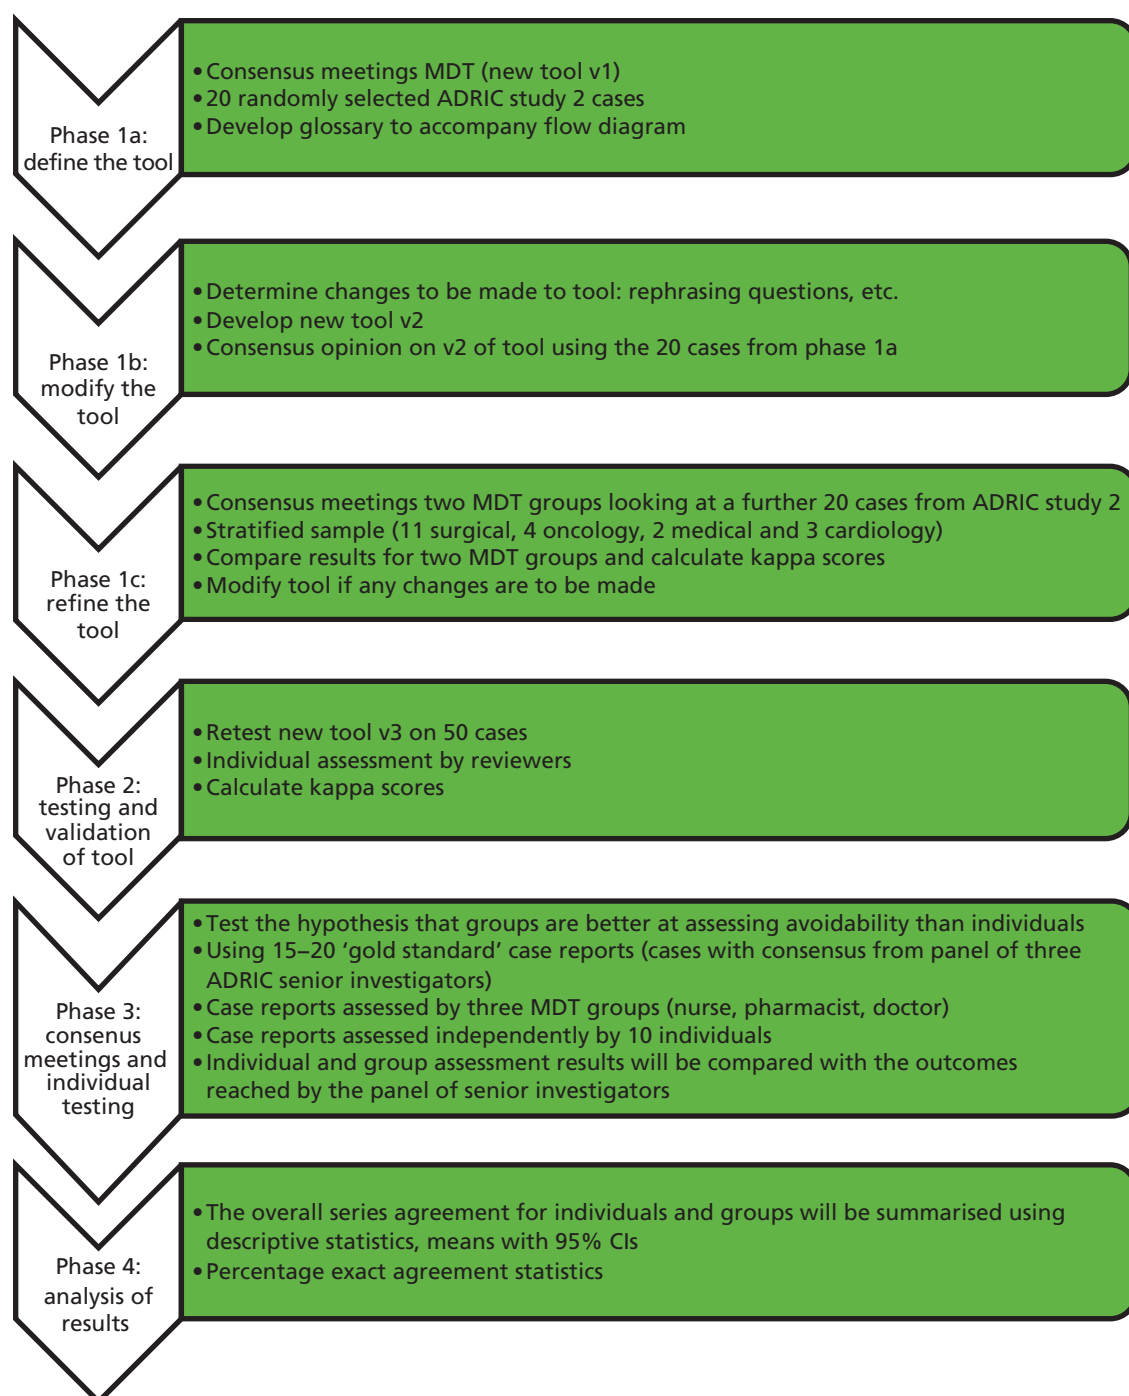 Phase 1a:
define the tool
•Consensus meetings MDT (new tool v1)
•20 randomly selected ADRIC study 2 cases
•Develop glossary to accompany flow diagram
Phase 1b:
modify the
tool
•Determine changes to be made to tool: rephrasing questions, etc.
•Develop new tool v2
•Consensus opinion on v2 of tool using the 20 cases from phase 1a
Phase 1c:
refine the
tool
•Consensus meetings two MDT groups looking at a further 20 cases from ADRIC study 2
•Stratified sample (11 surgical, 4 oncology, 2 medical and 3 cardiology)
•Compare results for two MDT groups and calculate kappa scores
•Modify tool if any changes are to be made
Phase 2:
testing and
validation
of tool
•Retest new tool v3 on 50 cases
•Individual assessment by reviewers
•Calculate kappa scores
Phase 3:
consenus
meetings and
individual
testing
•Test the hypothesis that groups are better at assessing avoidability than individuals
•Using 15–20 ‘gold standard’ case reports (cases with consensus from panel of three
ADRIC senior investigators)
•Case reports assessed by three MDT groups (nurse, pharmacist, doctor)
•Case reports assessed independently by 10 individuals
•Individual and group assessment results will be compared with the outcomes
reached by the panel of senior investigators
Phase 4:
analysis of
results
•The overall series agreement for individuals and groups will be summarised using
descriptive statistics, means with 95% CIs
•Percentage exact agreement statistics